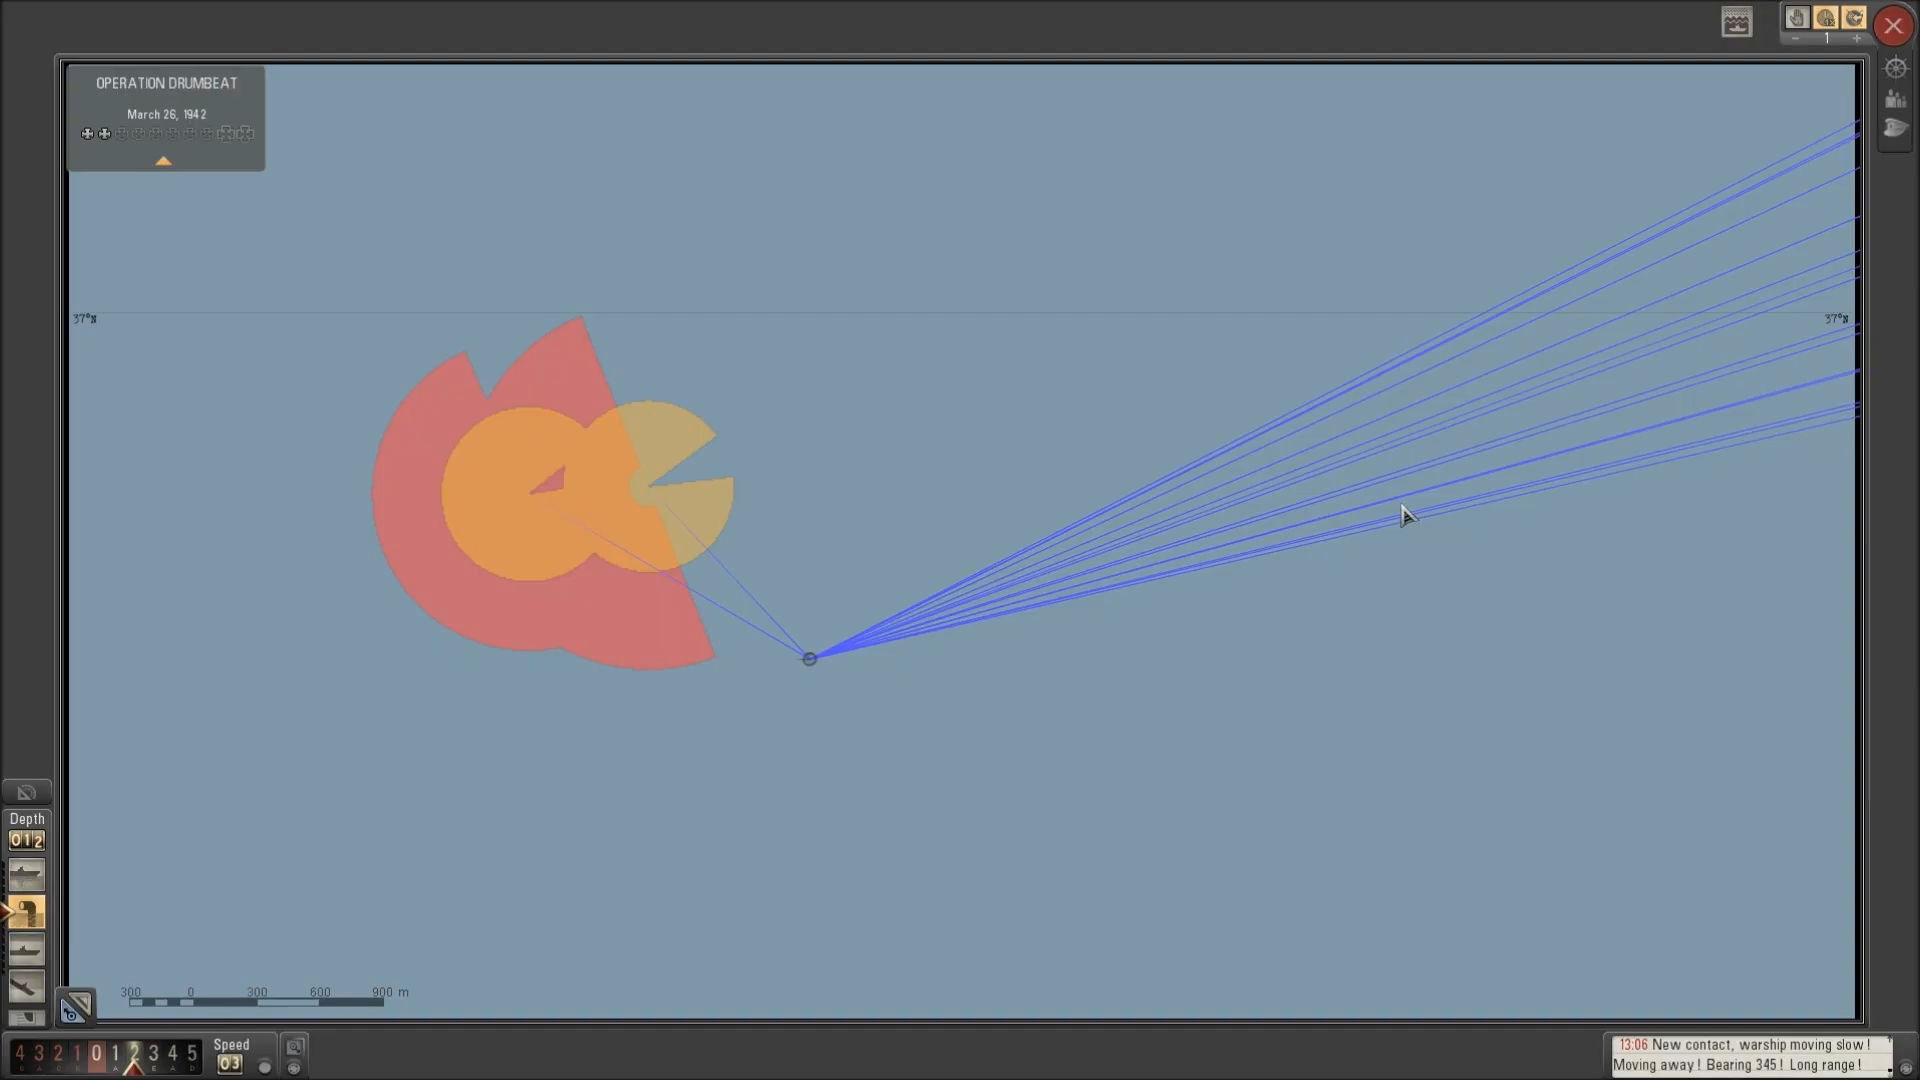 1
OPERATION DRUMBEAT
March 26, 1942
37°N
37°N
Depth
012
300 0 300 600 900 m
4 3 2 1 0 1 2 3 4 5
Speed
03
13:06 New contact, warship moving slow !
Moving away ! Bearing 345 ! Long range !